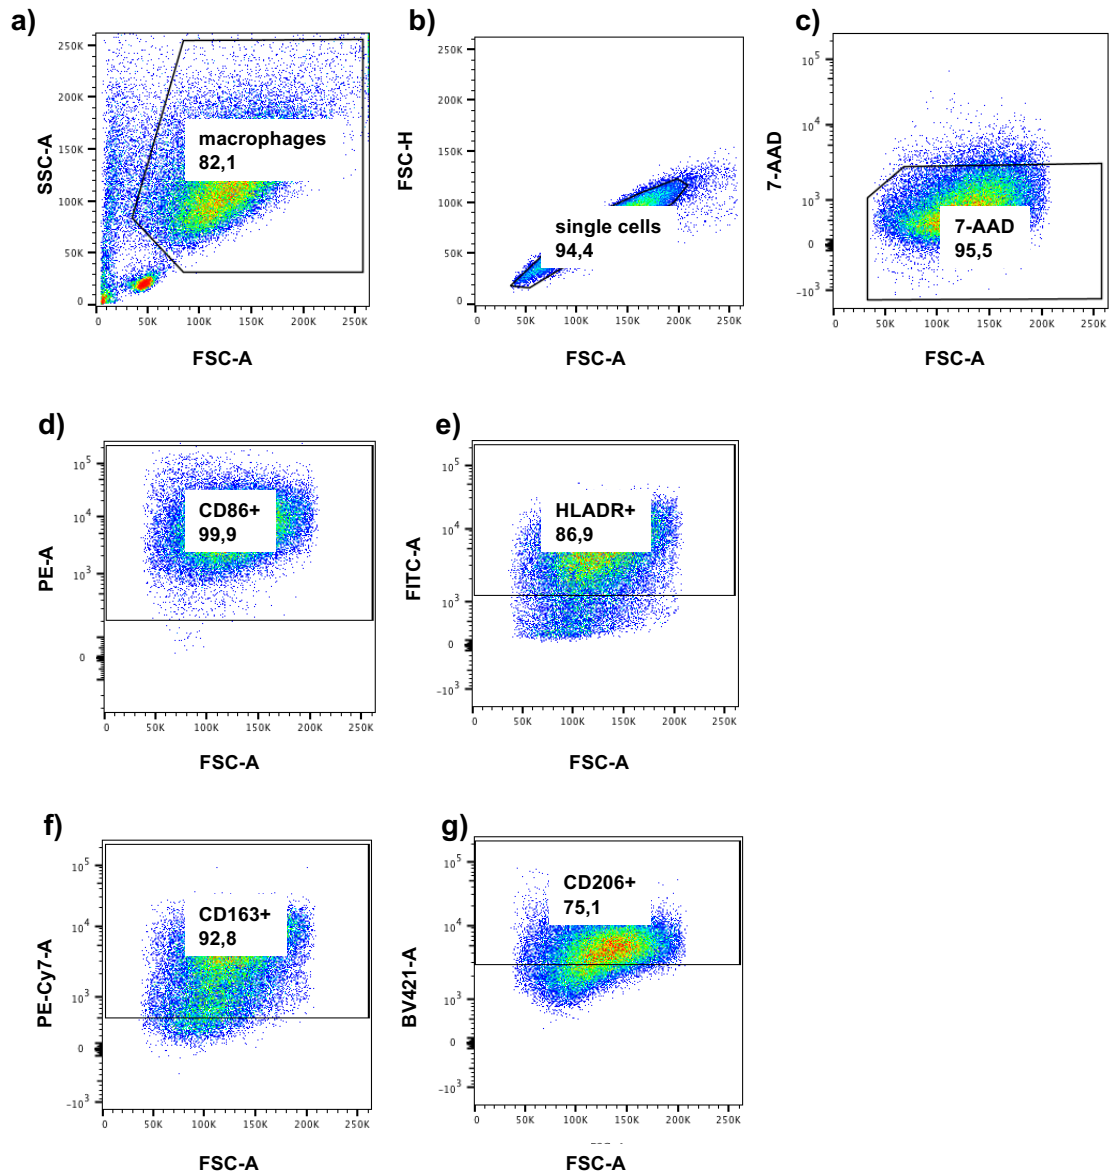 a)
250K
200K
150K
100K
50K
0
SSC-A
macrophages
82,1
0 50K 100K 150K 200K 250K
FSC-A
b)
250K
200K
150K
100K
50K
0
FSC-H
single cells
94,4
0 50K 100K 150K 200K 250K
FSC-A
c)
10^5
10^4
10^3
0
-10^3
7-AAD
7-AAD
95,5
0 50K 100K 150K 200K 250K
FSC-A
d)
10^5
10^4
10^3
0
PE-A
CD86+
99,9
0 50K 100K 150K 200K 250K
FSC-A
e)
10^5
10^4
10^3
0
-10^3
FITC-A
HLADR+
86,9
0 50K 100K 150K 200K 250K
FSC-A
f)
10^5
10^4
10^3
0
-10^3
PE-Cy7-A
CD163+
92,8
0 50K 100K 150K 200K 250K
FSC-A
g)
10^5
10^4
10^3
0
-10^3
BV421-A
CD206+
75,1
0 50K 100K 150K 200K 250K
FSC-A